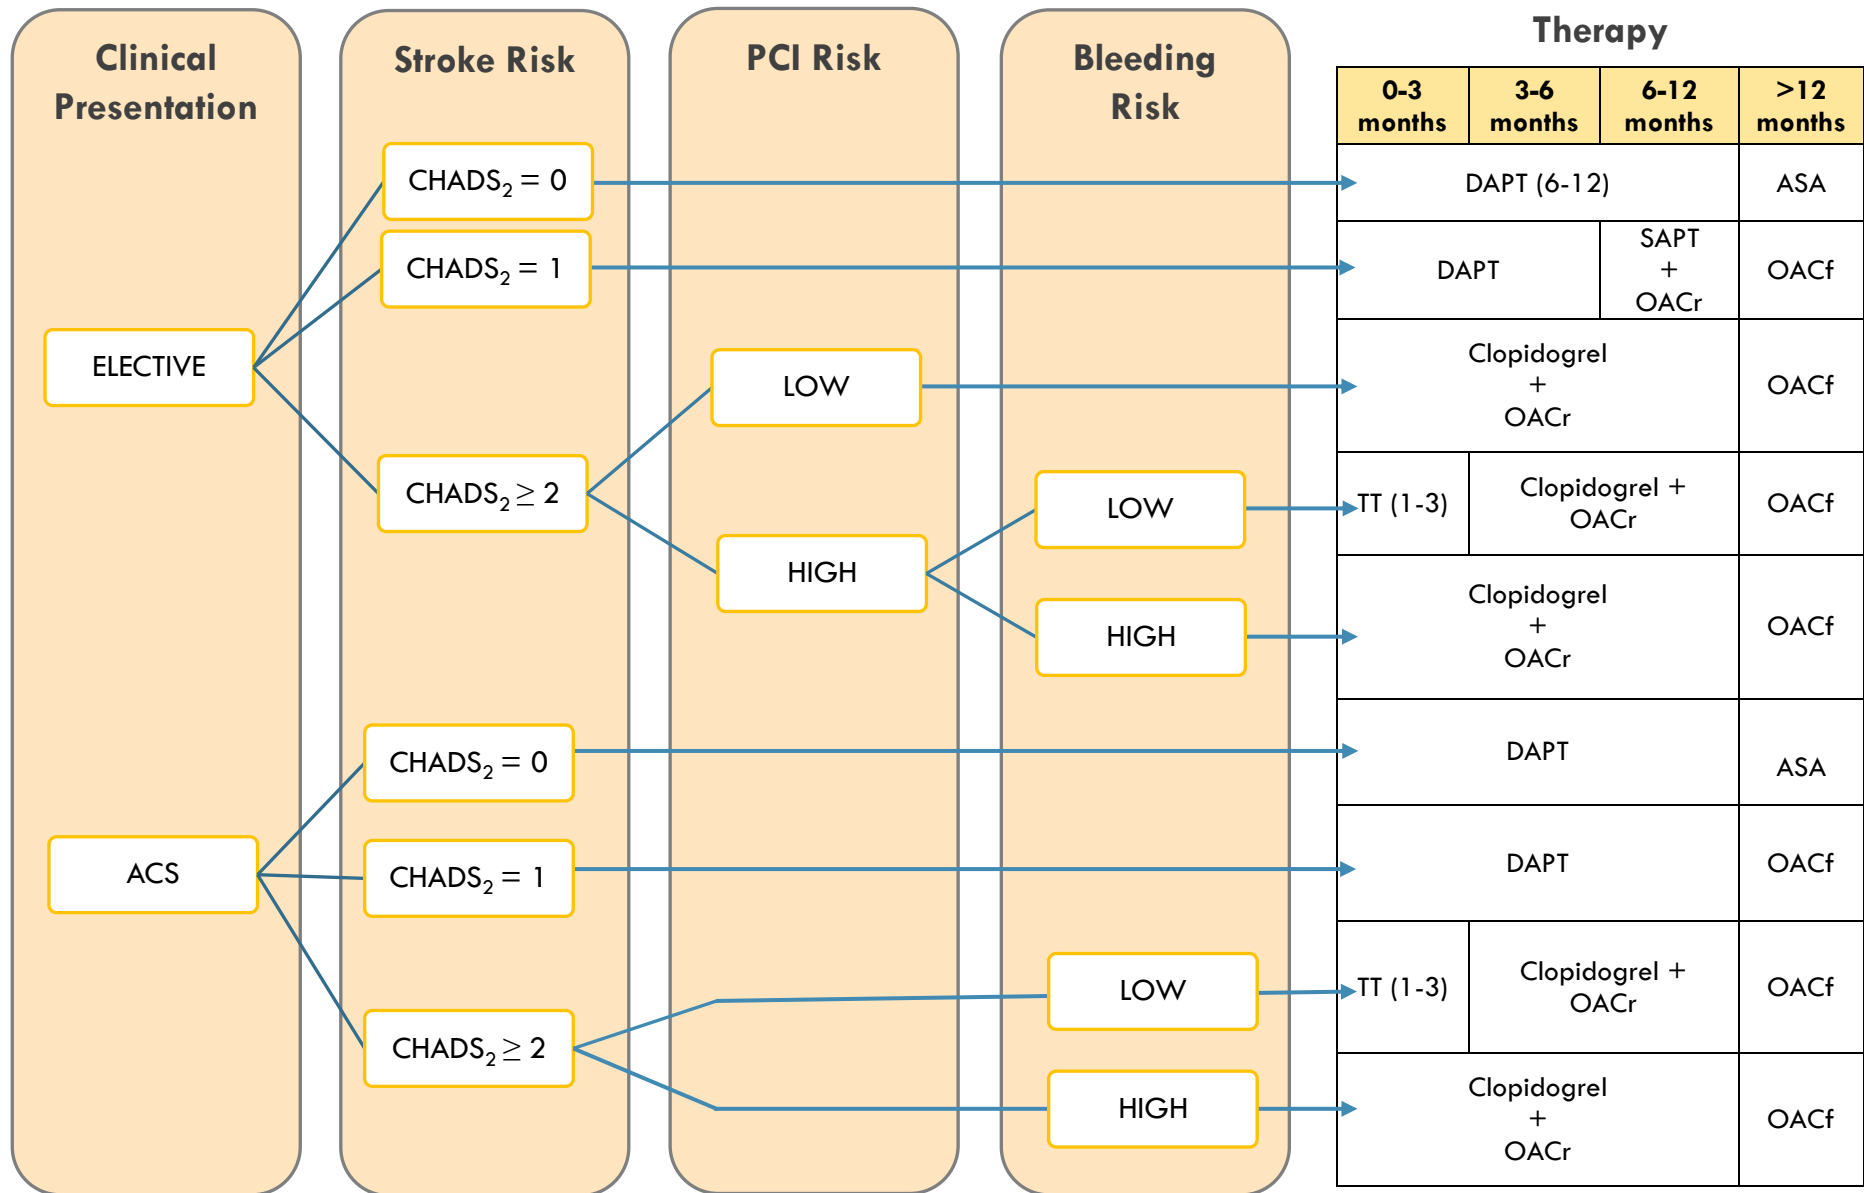 Clinical
Presentation
Stroke Risk
PCI Risk
Bleeding
Risk
Therapy
0-3
months
3-6
months
6-12
months
>12
months
CHADS₂ = 0
DAPT (6-12)
ASA
CHADS₂ = 1
DAPT
SAPT
+
OACr
OACf
ELECTIVE
LOW
Clopidogrel
+
OACr
OACf
CHADS₂ ≥ 2
LOW
TT (1-3)
Clopidogrel +
OACr
OACf
HIGH
HIGH
Clopidogrel
+
OACr
OACf
CHADS₂ = 0
DAPT
ASA
ACS
CHADS₂ = 1
DAPT
OACf
LOW
TT (1-3)
Clopidogrel +
OACr
OACf
CHADS₂ ≥ 2
HIGH
Clopidogrel
+
OACr
OACf